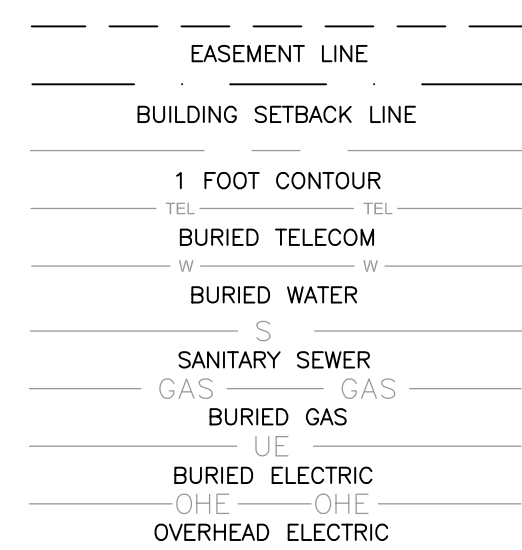 EASEMENT LINE
BUILDING SETBACK LINE
1 FOOT CONTOUR
TEL TEL
BURIED TELECOM
W W
BURIED WATER
S
SANITARY SEWER
GAS GAS
BURIED GAS
UE
BURIED ELECTRIC
OHE OHE
OVERHEAD ELECTRIC